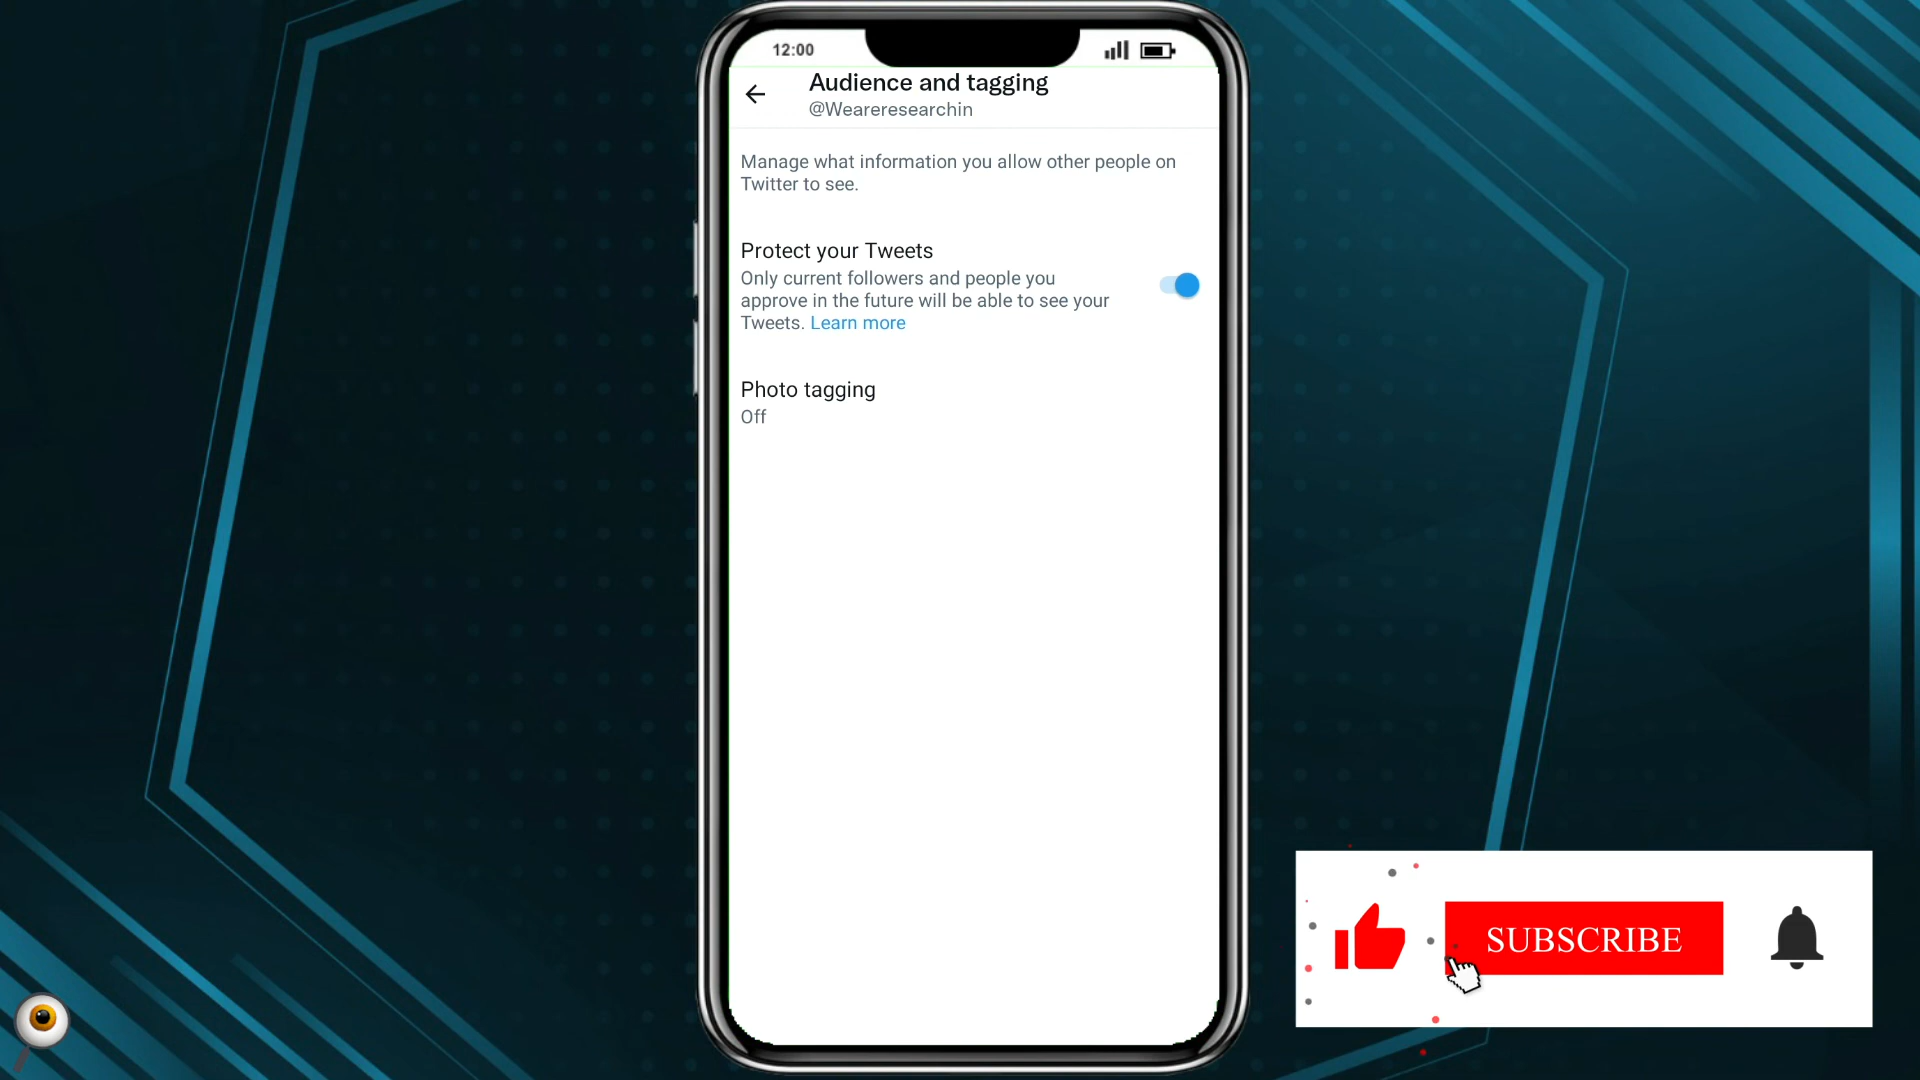 12:00
Audience and tagging
@Weareresearchin
Manage what information you allow other people on
Twitter to see.
Protect your Tweets
Only current followers and people you
approve in the future will be able to see your
Tweets. Learn more
Photo tagging
Off
SUBSCRIBE